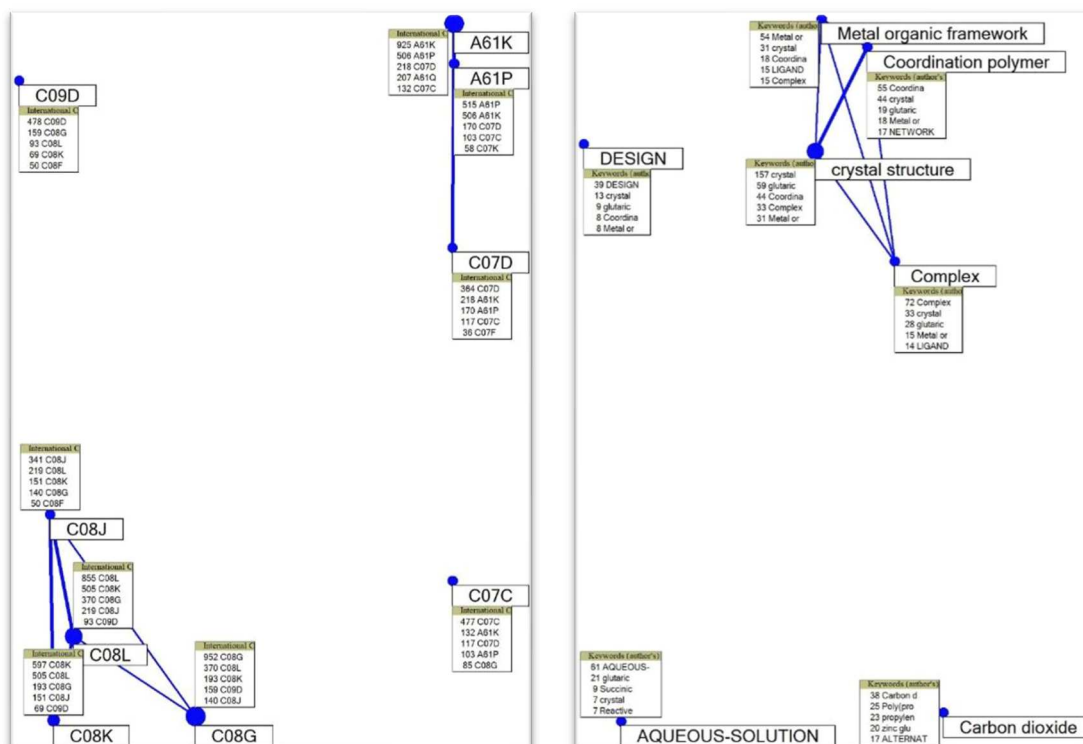 International C
925 A61K
506 A61P
218 C07D
207 A61Q
132 C07C
A61K
A61P
International C
515 A61P
506 A61K
170 C07D
103 C07C
58 C07K
C09D
International C
478 C09D
159 C08G
93 C08L
69 C08K
50 C08F
C07D
International C
364 C07D
218 A61K
170 A61P
117 C07C
36 C07F
International C
341 C08J
219 C08L
151 C08K
140 C08G
50 C08F
C08J
International C
855 C08L
505 C08K
370 C08G
219 C08J
93 C09D
C08L
International C
597 C08K
505 C08L
193 C08G
151 C08J
69 C09D
C08K
International C
952 C08G
370 C08L
193 C08K
159 C09D
140 C08J
C08G
C07C
International C
477 C07C
132 A61K
117 C07D
103 A61P
85 C08G
Keywords (author
54 Metal or
31 crystal
18 Coordina
15 LIGAND
15 Complex
Metal organic framework
Coordination polymer
Keywords (author's)
55 Coordina
44 crystal
19 glutaric
18 Metal or
17 NETWORK
DESIGN
Keywords (autho
39 DESIGN
13 crystal
9 glutaric
8 Coordina
8 Metal or
Keywords (autho
157 crystal
59 glutaric
44 Coordina
33 Complex
31 Metal or
crystal structure
Complex
Keywords (autho
72 Complex
33 crystal
28 glutaric
15 Metal or
14 LIGAND
Keywords (author's)
61 AQUEOUS-
21 glutaric
9 Succinic
7 crystal
7 Reactive
AQUEOUS-SOLUTION
Keywords (author's)
38 Carbon d
25 Poly(pro
23 propylen
20 zinc glu
17 ALTERNAT
Carbon dioxide